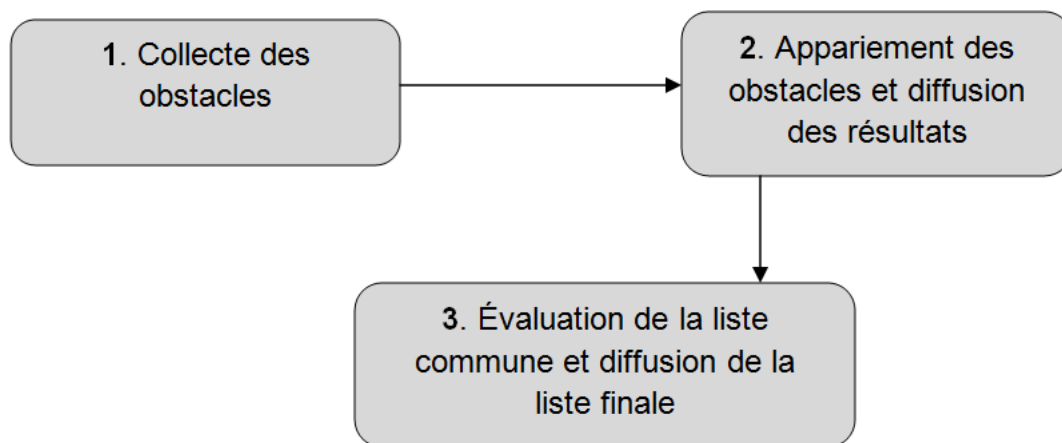 1. Collecte des
obstacles
2. Appariement des
obstacles et diffusion
des résultats
3. Évaluation de la liste
commune et diffusion de la
liste finale